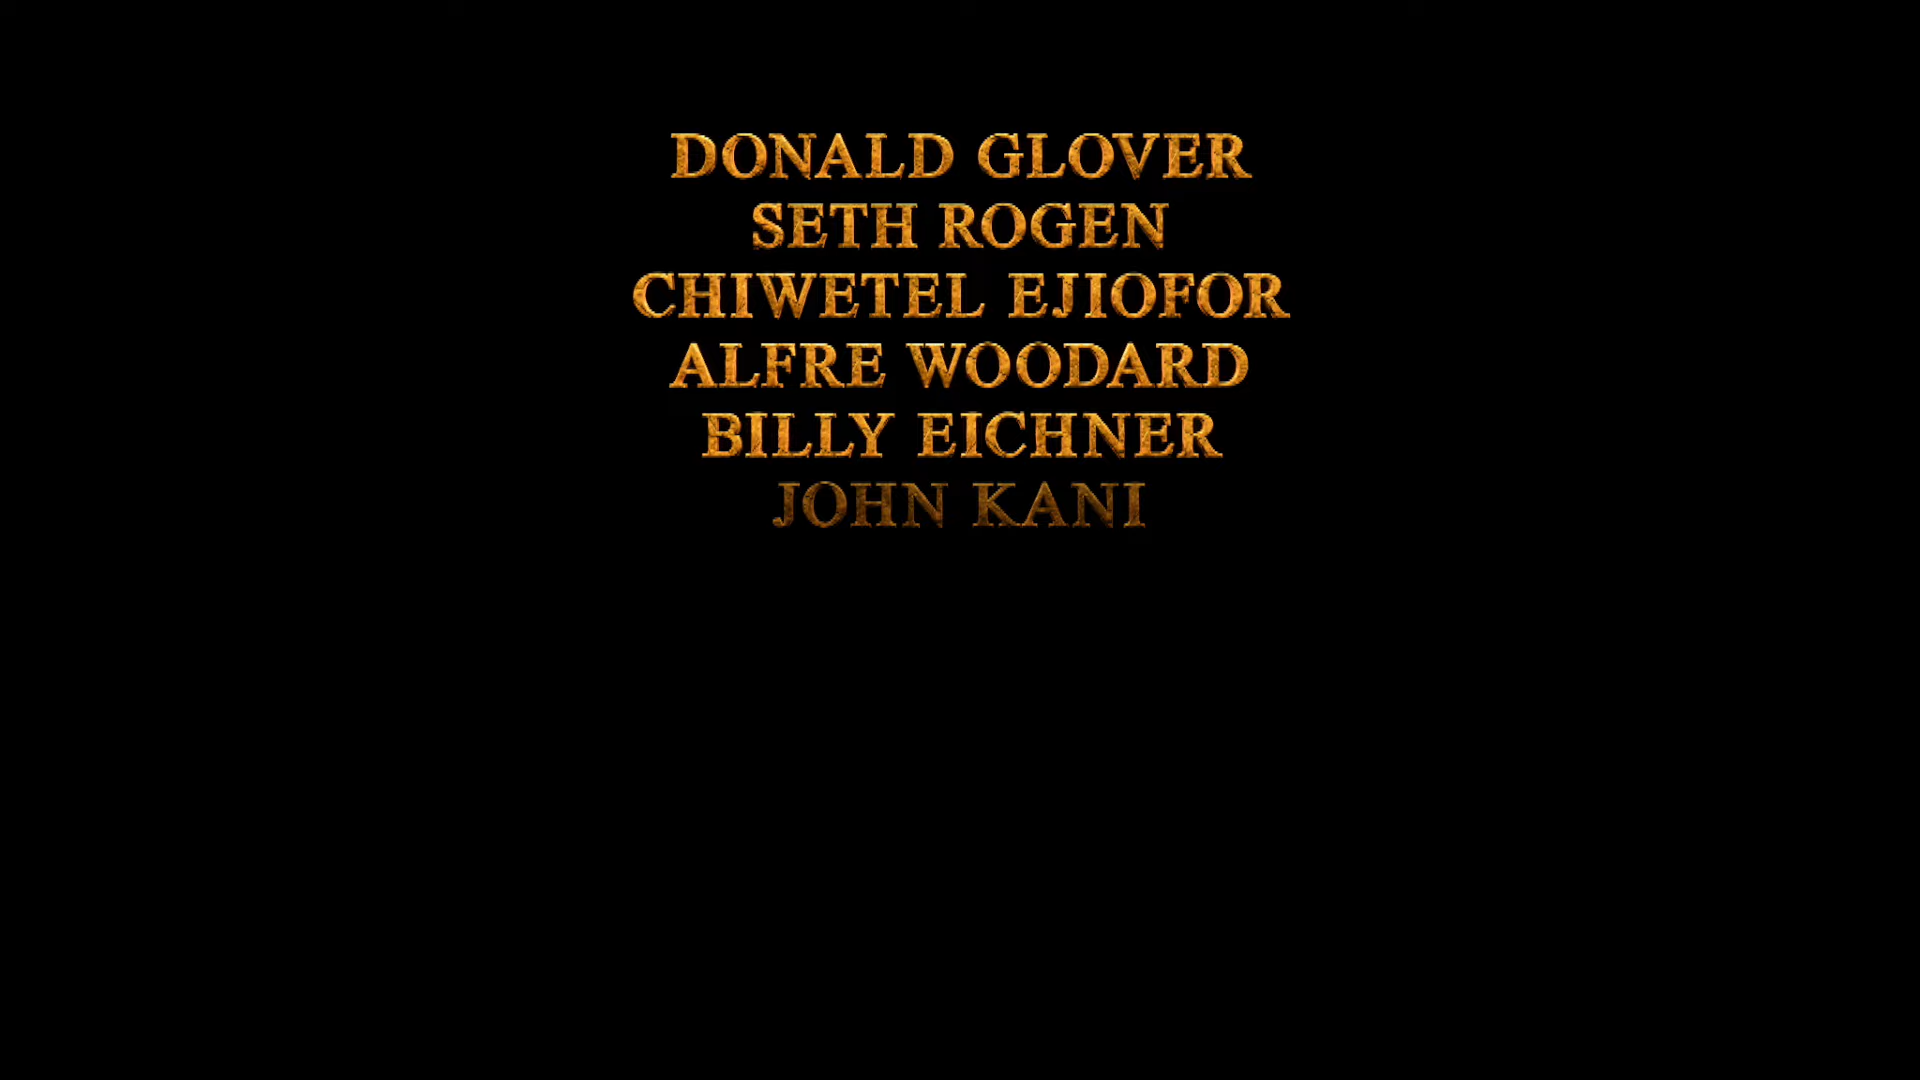 DONALD GLOVER
SETH ROGEN
CHIWETEL EJIOFOR
ALFRE WOODARD
BILLY EICHNER
JOHN KANI